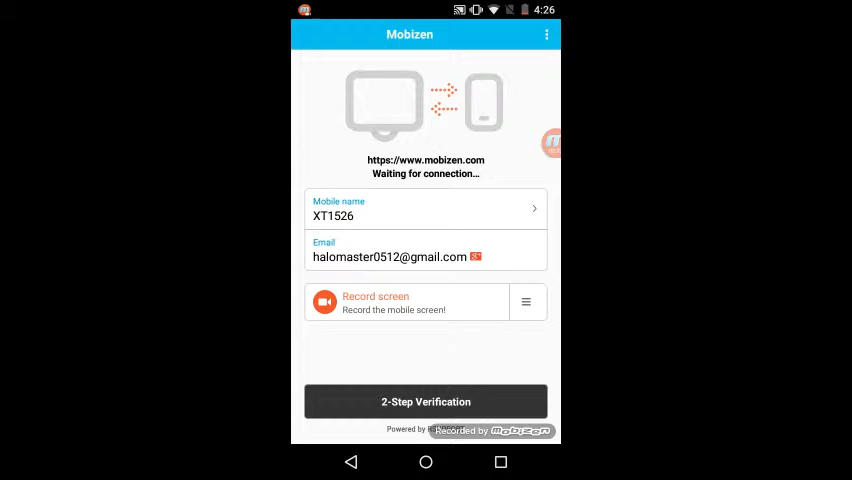 4:26
Mobizen
https://www.mobizen.com
Waiting for connection...
Mobile name
XT1526
Email
halomaster0512@gmail.com
Record screen
Record the mobile screen!
2-Step Verification
Powered by
Recorded by mobizen